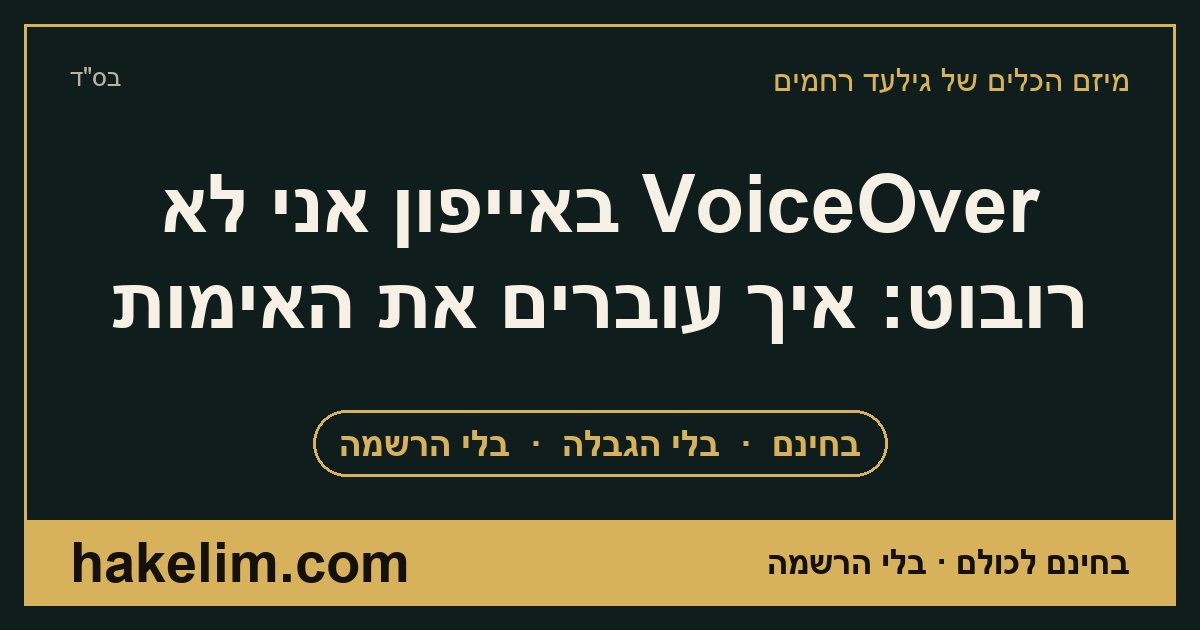 בס"ד
מיזם הכלים של גילעד רחמים
VoiceOver באייפון אני לא
רובוט: איך עוברים את האימות
בחינם · בלי הגבלה · בלי הרשמה
בחינם לכולם · בלי הרשמה
hakelim.com